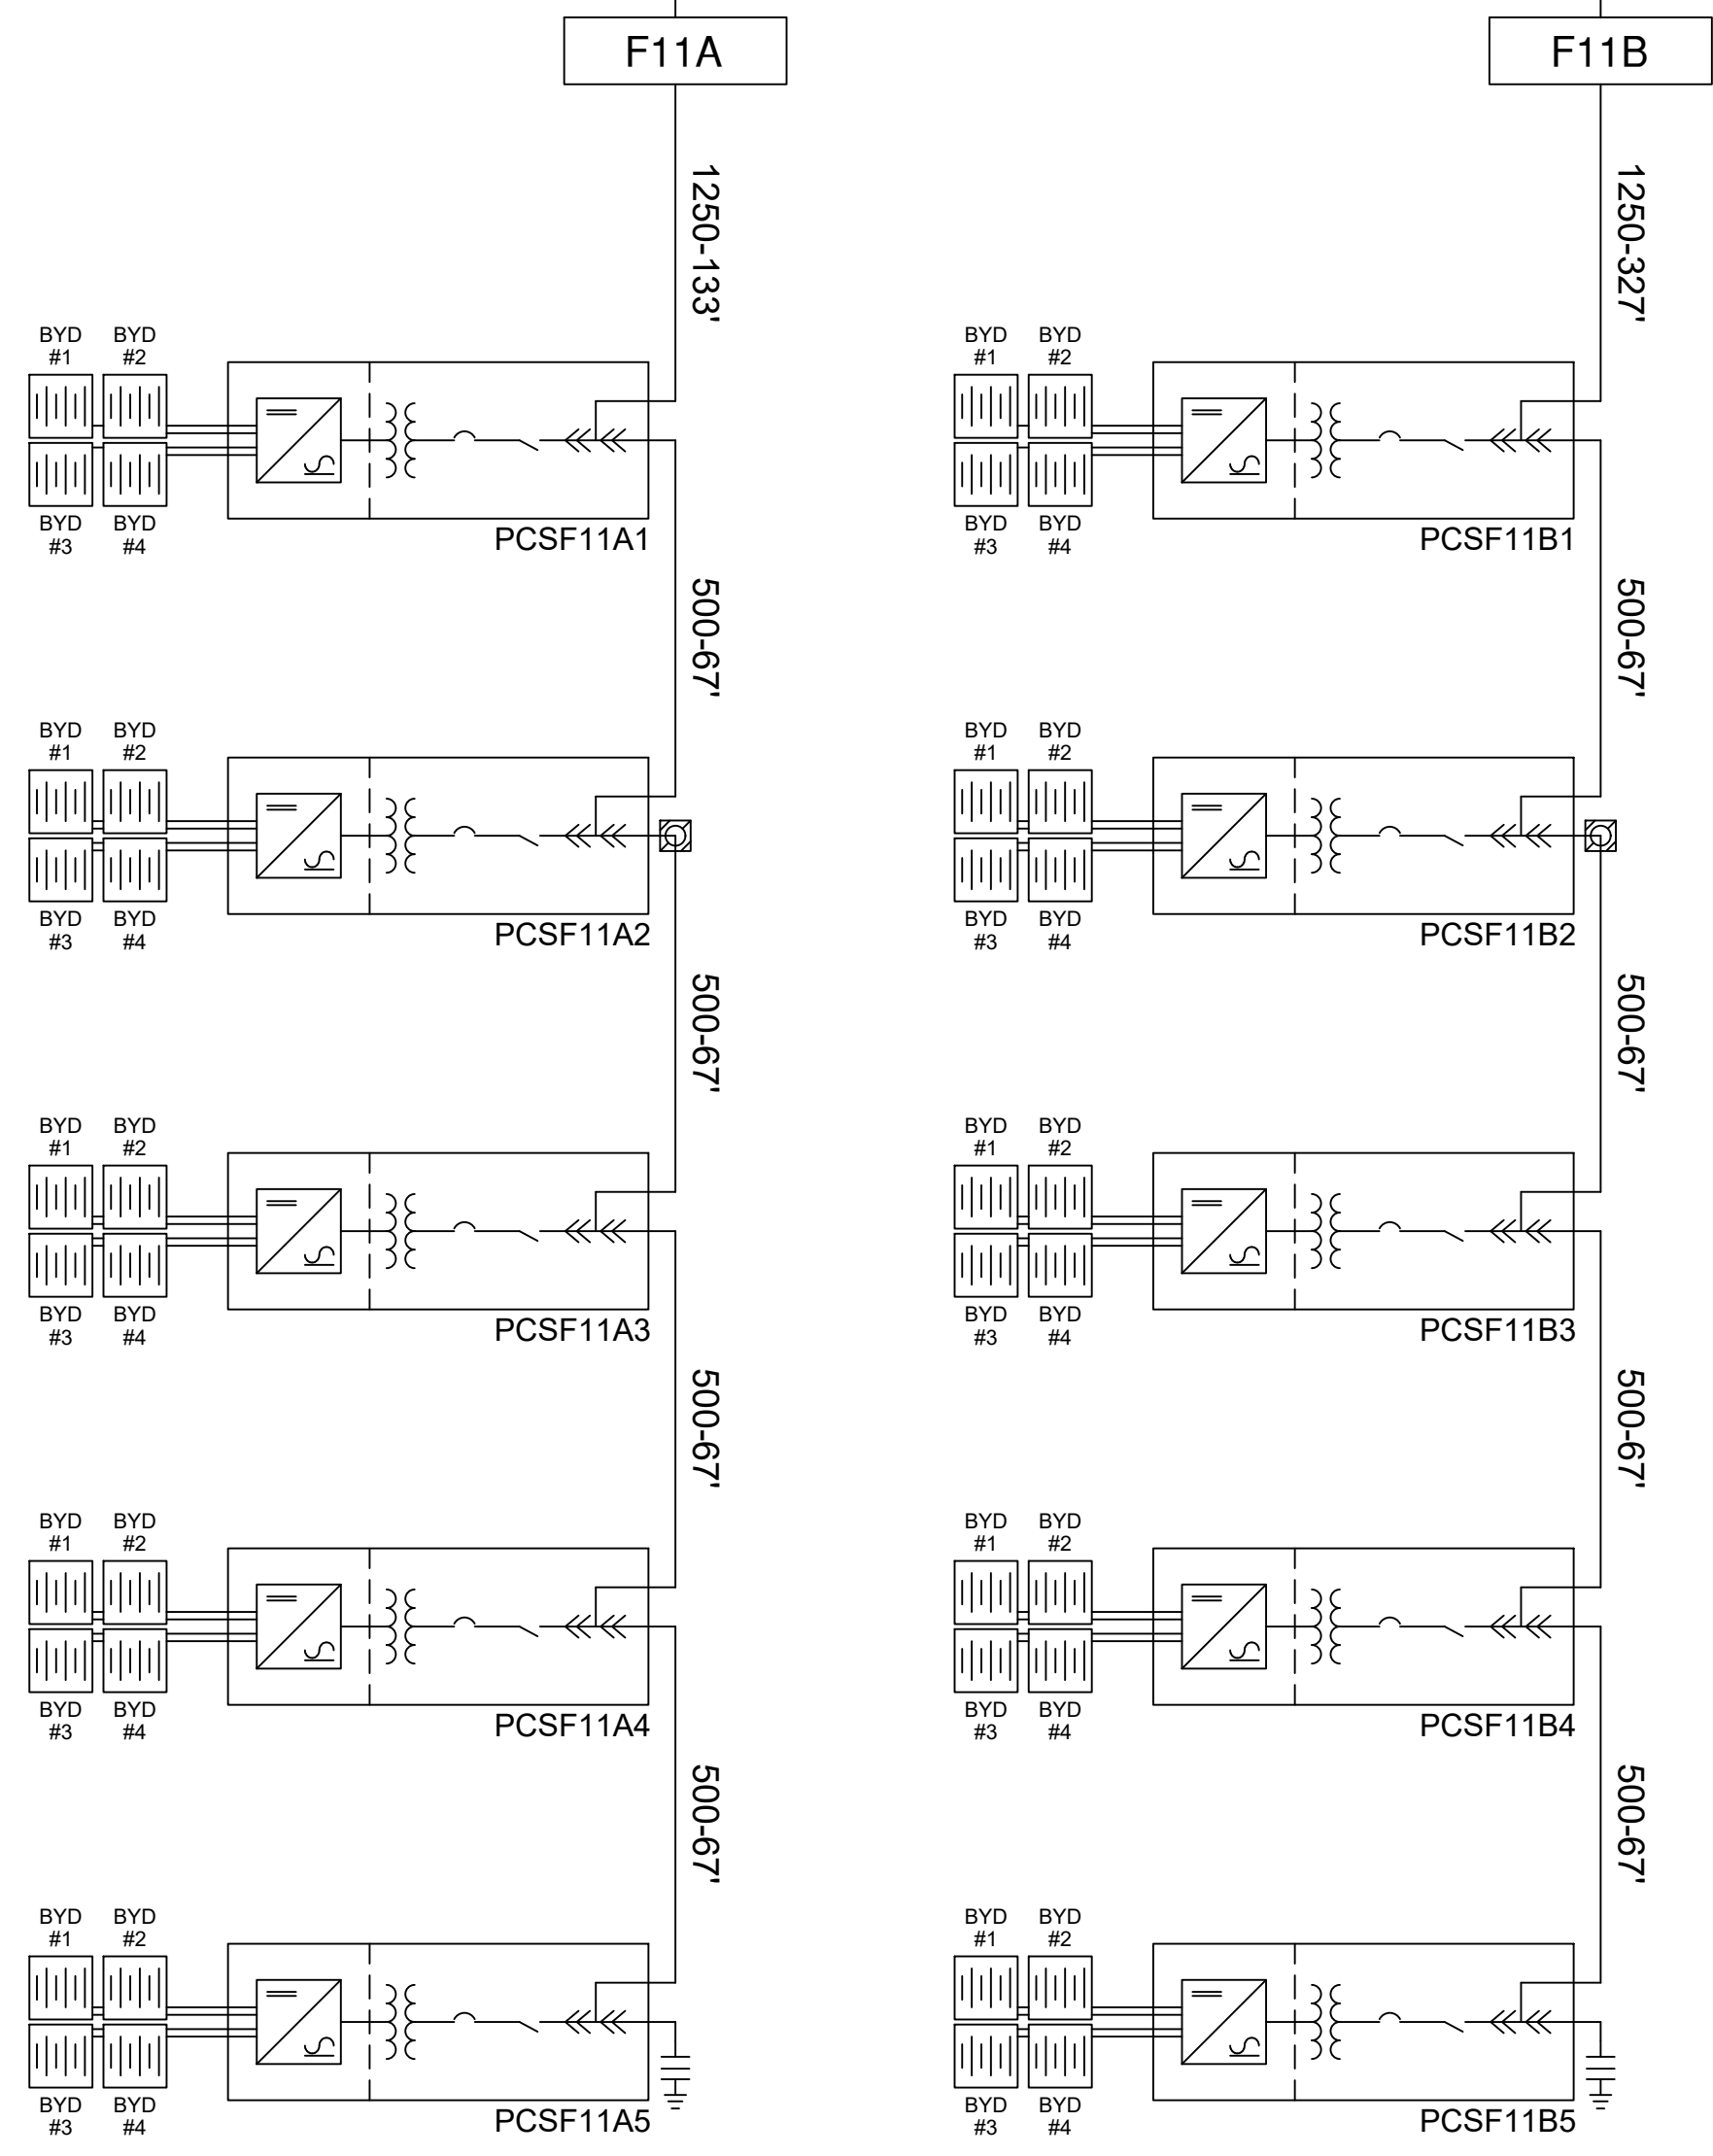 F11A
F11B
1250-133'
1250-327'
BYD BYD
#1 #2
BYD BYD
#3 #4
PCSF11A1
BYD BYD
#1 #2
BYD BYD
#3 #4
PCSF11B1
500-67'
500-67'
BYD BYD
#1 #2
BYD BYD
#3 #4
PCSF11A2
BYD BYD
#1 #2
BYD BYD
#3 #4
PCSF11B2
500-67'
500-67'
BYD BYD
#1 #2
BYD BYD
#3 #4
PCSF11A3
BYD BYD
#1 #2
BYD BYD
#3 #4
PCSF11B3
500-67'
500-67'
BYD BYD
#1 #2
BYD BYD
#3 #4
PCSF11A4
BYD BYD
#1 #2
BYD BYD
#3 #4
PCSF11B4
500-67'
500-67'
BYD BYD
#1 #2
BYD BYD
#3 #4
PCSF11A5
BYD BYD
#1 #2
BYD BYD
#3 #4
PCSF11B5